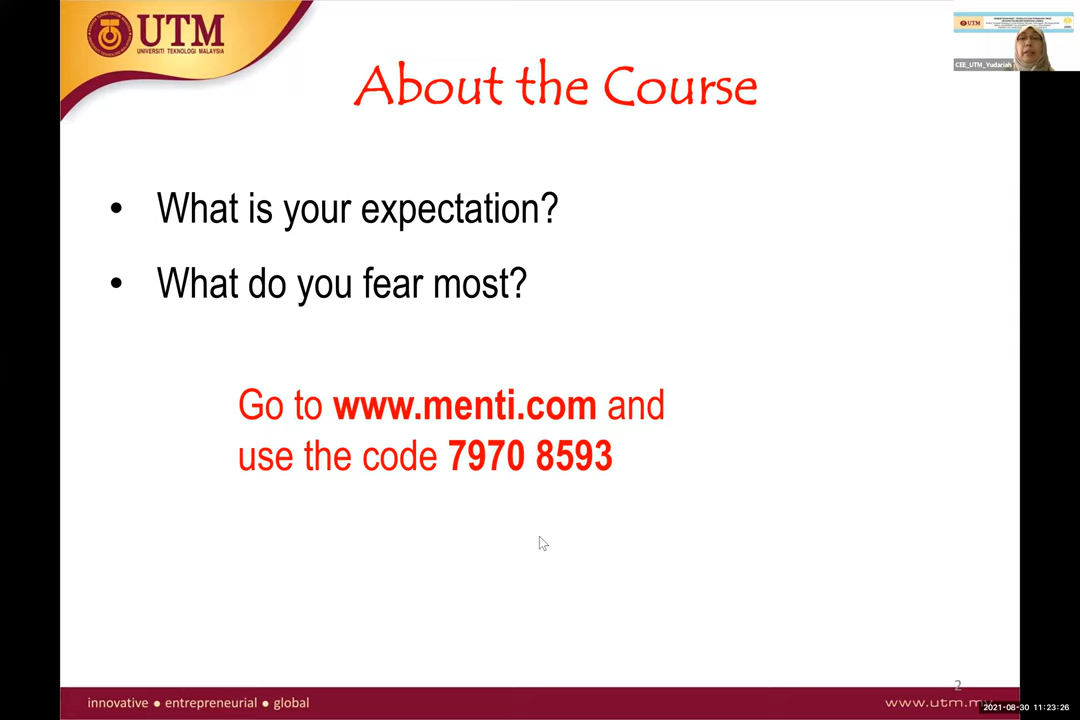 UTM
UNIVERSITI TEKNOLOGI MALAYSIA
UTM
CEE_UTM_Yudariah
About the Course
• What is your expectation?
• What do you fear most?
Go to www.menti.com and
use the code 7970 8593
2
innovative ● entrepreneurial ● global
www.utm.my
2021-08-30 11:23:26